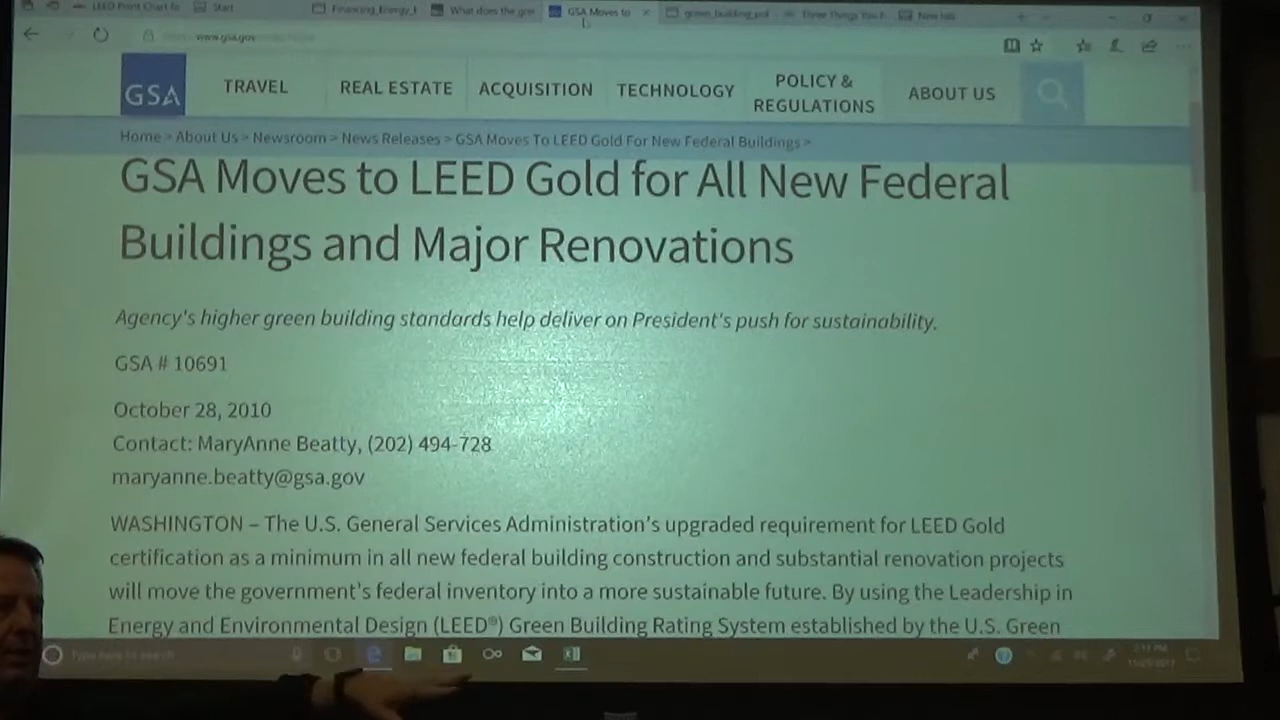 LEED Point Chart fo
Start
Financing_Energy_E
What does the gre
GSA Moves to
green_building_pol
Three Things You
New tab
www.gsa.gov
GSA
TRAVEL
REAL ESTATE
ACQUISITION
TECHNOLOGY
POLICY &
REGULATIONS
ABOUT US
Home > About Us > Newsroom > News Releases > GSA Moves To LEED Gold For New Federal Buildings >
GSA Moves to LEED Gold for All New Federal
Buildings and Major Renovations
Agency's higher green building standards help deliver on President's push for sustainability.
GSA # 10691
October 28, 2010
Contact: MaryAnne Beatty, (202) 494-728
maryanne.beatty@gsa.gov
WASHINGTON – The U.S. General Services Administration's upgraded requirement for LEED Gold
certification as a minimum in all new federal building construction and substantial renovation projects
will move the government's federal inventory into a more sustainable future. By using the Leadership in
Energy and Environmental Design (LEED®) Green Building Rating System established by the U.S. Green
Type here to search